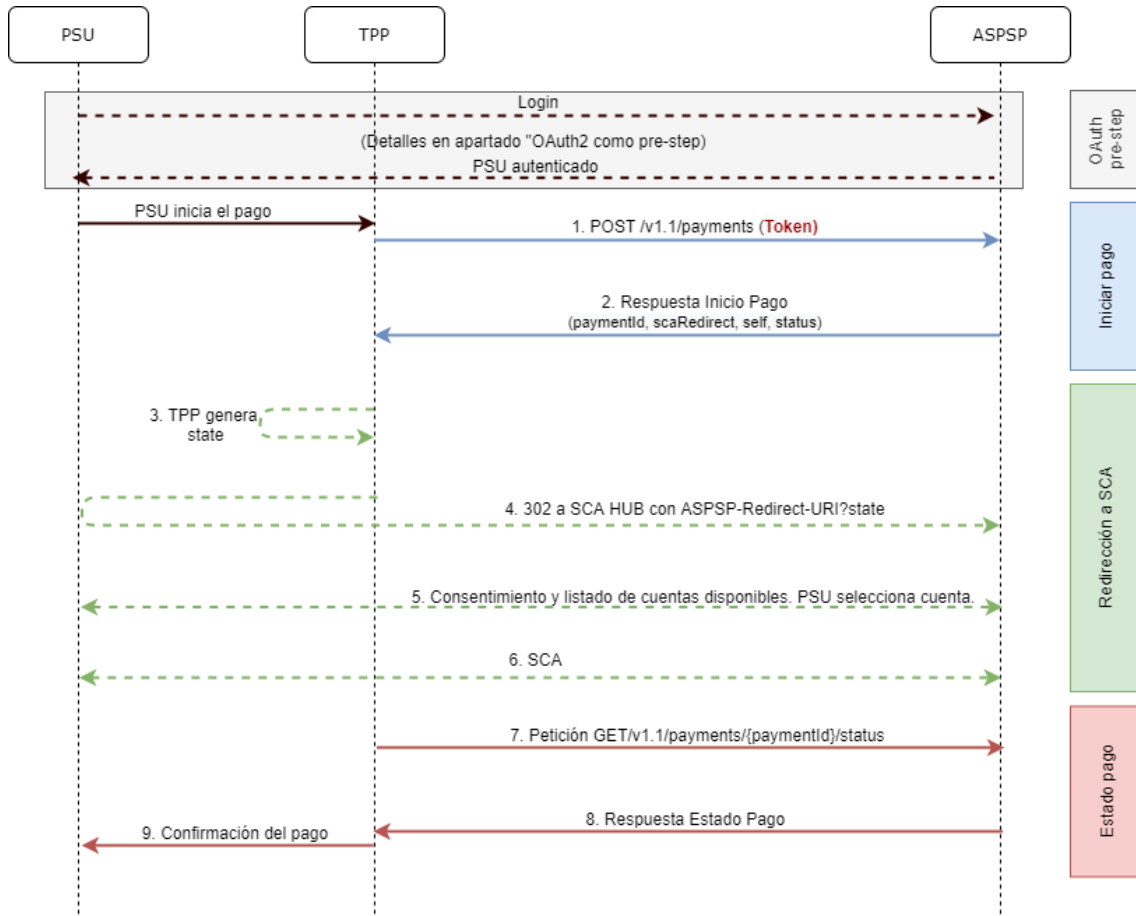 PSU
TPP
ASPSP
Login
(Detalles en apartado "OAuth2 como pre-step)
PSU autenticado
OAuth
pre-step
PSU inicia el pago
1. POST /v1.1/payments (Token)
2. Respuesta Inicio Pago
(paymentId, scaRedirect, self, status)
Iniciar pago
3. TPP genera
state
4. 302 a SCA HUB con ASPSP-Redirect-URI?state
5. Consentimiento y listado de cuentas disponibles. PSU selecciona cuenta.
6. SCA
Redirección a SCA
7. Petición GET/v1.1/payments/{paymentId}/status
8. Respuesta Estado Pago
9. Confirmación del pago
Estado pago